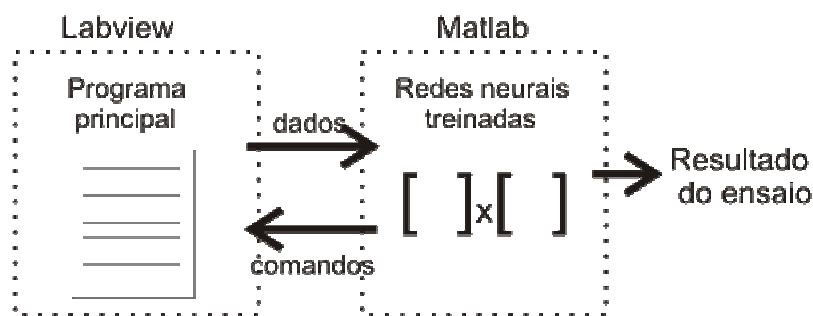 Labview
Matlab
Programa
principal
dados
Redes neurais
treinadas
[ ]x[ ]
Resultado
do ensaio
comandos